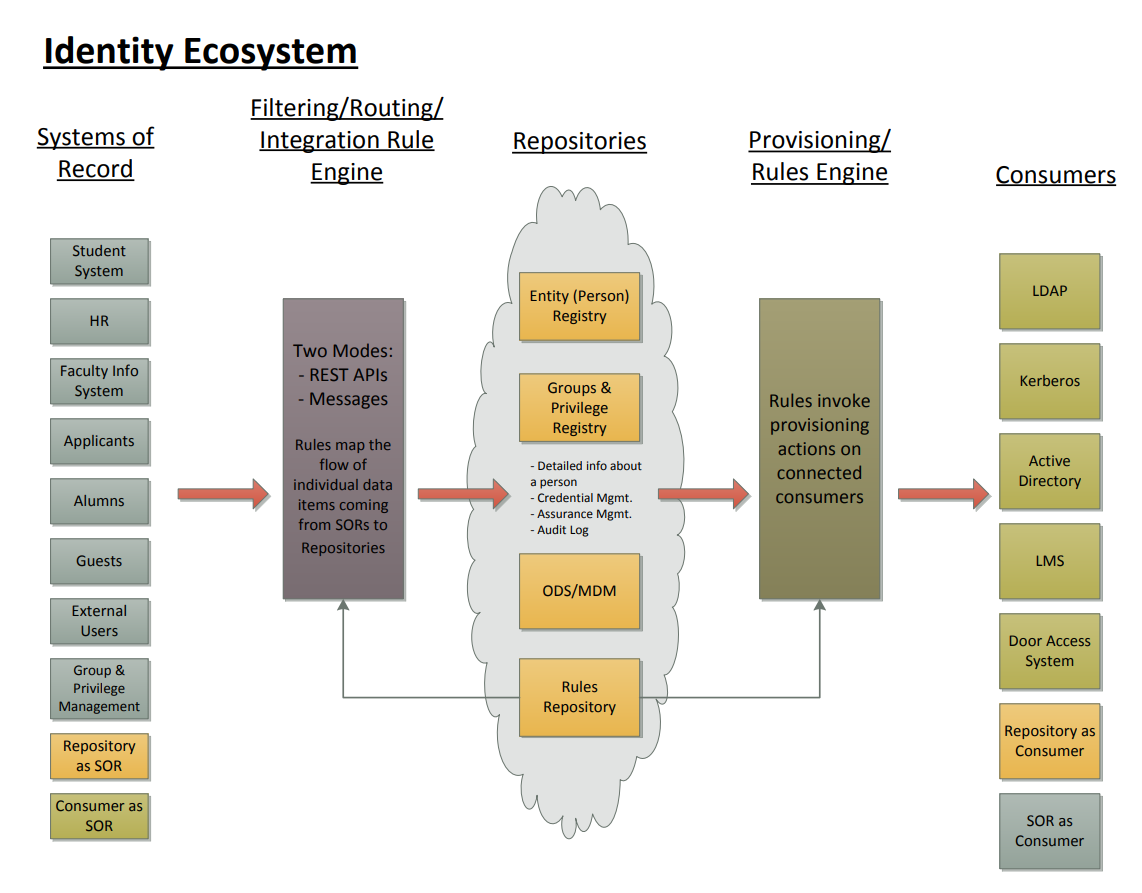 Identity Ecosystem
Systems of
Record
Filtering/Routing/
Integration Rule
Engine
Repositories
Provisioning/
Rules Engine
Consumers
Student
System
HR
Faculty Info
System
Applicants
Alumns
Guests
External
Users
Group &
Privilege
Management
Repository
as SOR
Consumer as
SOR
Two Modes:
- REST APIs
- Messages
Rules map the
flow of
individual data
items coming
from SORs to
Repositories
Entity (Person)
Registry
Groups &
Privilege
Registry
- Detailed info about
a person
- Credential Mgmt.
- Assurance Mgmt.
- Audit Log
ODS/MDM
Rules
Repository
Rules invoke
provisioning
actions on
connected
consumers
LDAP
Kerberos
Active
Directory
LMS
Door Access
System
Repository as
Consumer
SOR as
Consumer